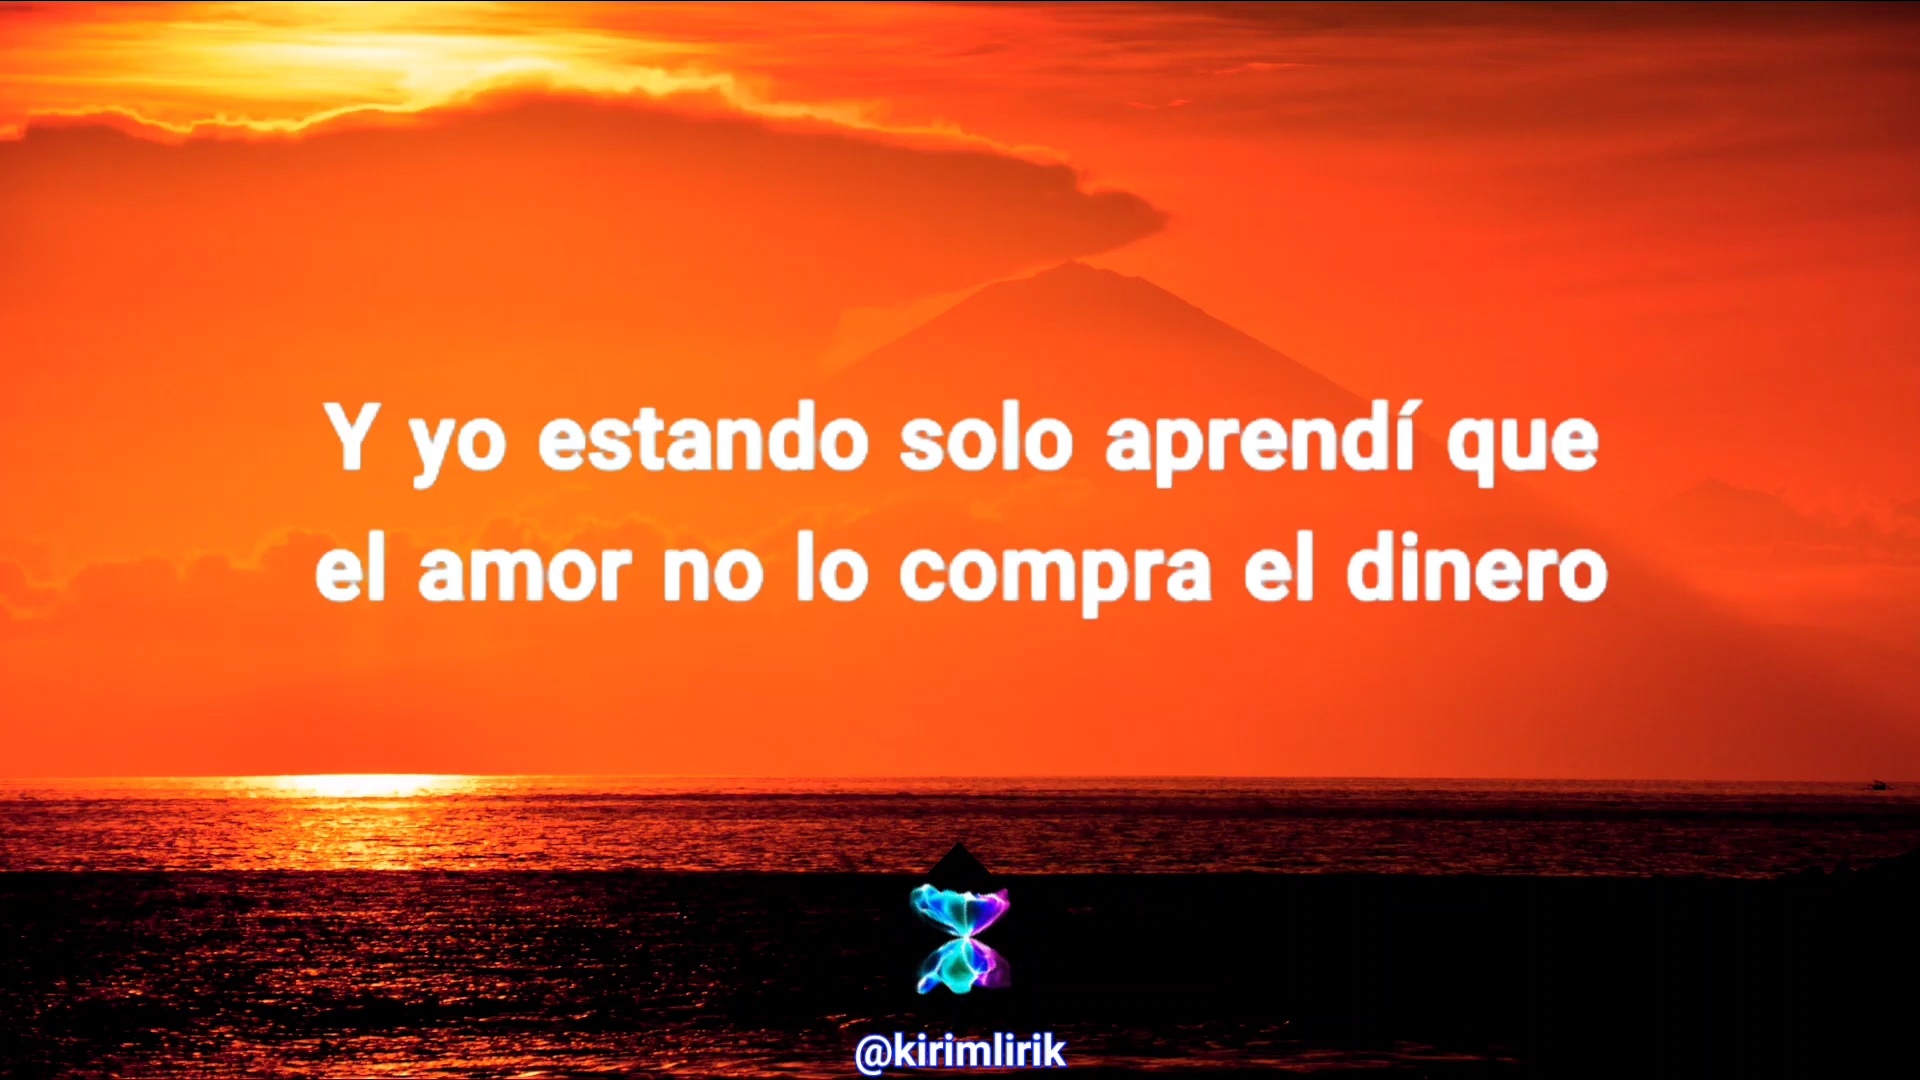 Y yo estando solo aprendí que
el amor no lo compra el dinero
@kirimlirik